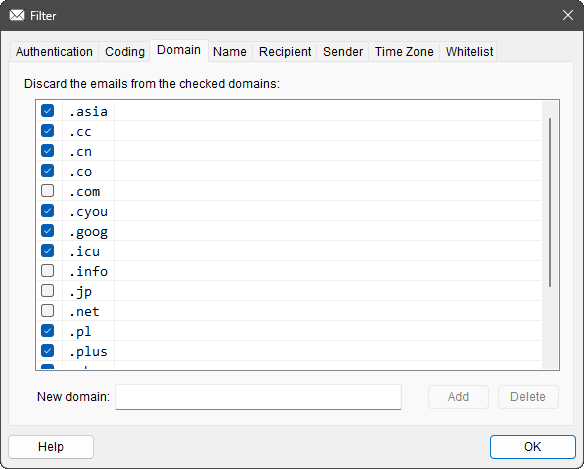 Filter
Authentication Coding Domain Name Recipient Sender Time Zone Whitelist
Discard the emails from the checked domains:
.asia
.cc
.cn
.co
.com
.cyou
.goog
.icu
.info
.jp
.net
.pl
.plus
New domain: Add Delete
Help OK